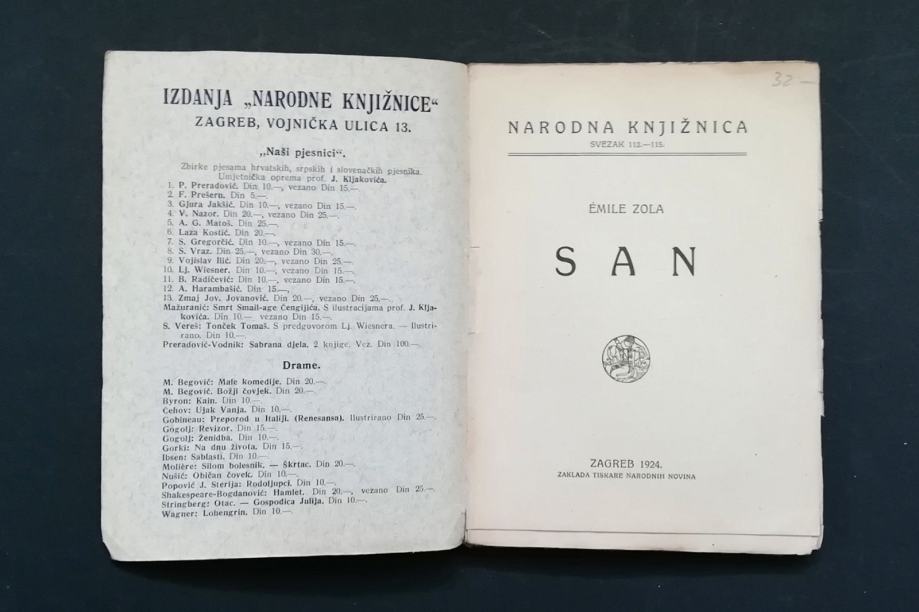 IZDANJA „NARODNE KNJIŽNICE“
ZAGREB, VOJNIČKA ULICA 13.
„Naši pjesnici“.
Zbirke pjesama hrvatskih, srpskih i slovenačkih pjesnika.
Umjetnička oprema prof. J. Kljakovića.
1. P. Preradović. Din 10.—, vezano Din 15.—.
2. F. Prešern. Din 5.—.
3. Gjura Jakšić. Din 10.—, vezano Din 15.—.
4. V. Nazor. Din 20.—, vezano Din 25.—.
5. A. G. Matoš. Din 25.—.
6. Laza Kostić. Din 20.—.
7. S. Gregorčić. Din 10.—, vezano Din 15.—.
8. S. Vraz. Din 25.—, vezano Din 30.—.
9. Vojislav Ilić. Din 20.—, vezano Din 25.—.
10. Lj. Wiesner. Din 10.—, vezano Din 15.—.
11. B. Radičević. Din 10.—, vezano Din 15.—.
12. A. Harambašić. Din 15.—.
13. Zmaj Jov. Jovanović. Din 20.—, vezano Din 25.—.
Mažuranić: Smrt Smail-age Čengijića. S ilustracijama prof. J. Klja-
kovića. Din 10.— vezano Din 15.—.
S. Vereš: Tonček Tomaš. S predgovorom Lj. Wiesnera. — Ilustri-
rano. Din 10.—.
Preradović-Vodnik: Sabrana djela. 2 knjige. Vez. Din 100.—.
Drame.
M. Begović: Male komedije. Din 20.—.
M. Begović. Božji čovjek. Din 20.—.
Byron: Kain. Din 10.—.
Čehov: Ujak Vanja. Din 10.—.
Gobineau: Preporod u Italiji. (Renesansa). Ilustrirano Din 25.—.
Gogolj: Revizor. Din 15.—.
Gogolj: Ženidba. Din 10.—.
Gorki: Na dnu života. Din 15.—.
Ibsen: Sablasti. Din 10.—.
Molière: Silom bolesnik. — Škrtac. Din 20.—.
Nušić: Običan čovek. Din 10.—.
Popović J. Sterija: Rodoljupci. Din 10.—.
Shakespeare-Bogdanović: Hamlet. Din 20.—, vezano Din 25.—.
Stringberg: Otac. — Gospodica Julija. Din 10.—.
Wagner: Lohengrin. Din 10.—.
32 —
NARODNA KNJIŽNICA
SVEZAK 112.—115.
ÉMILE ZOLA
SAN
ZAGREB 1924.
ZAKLADA TISKARE NARODNIH NOVINA